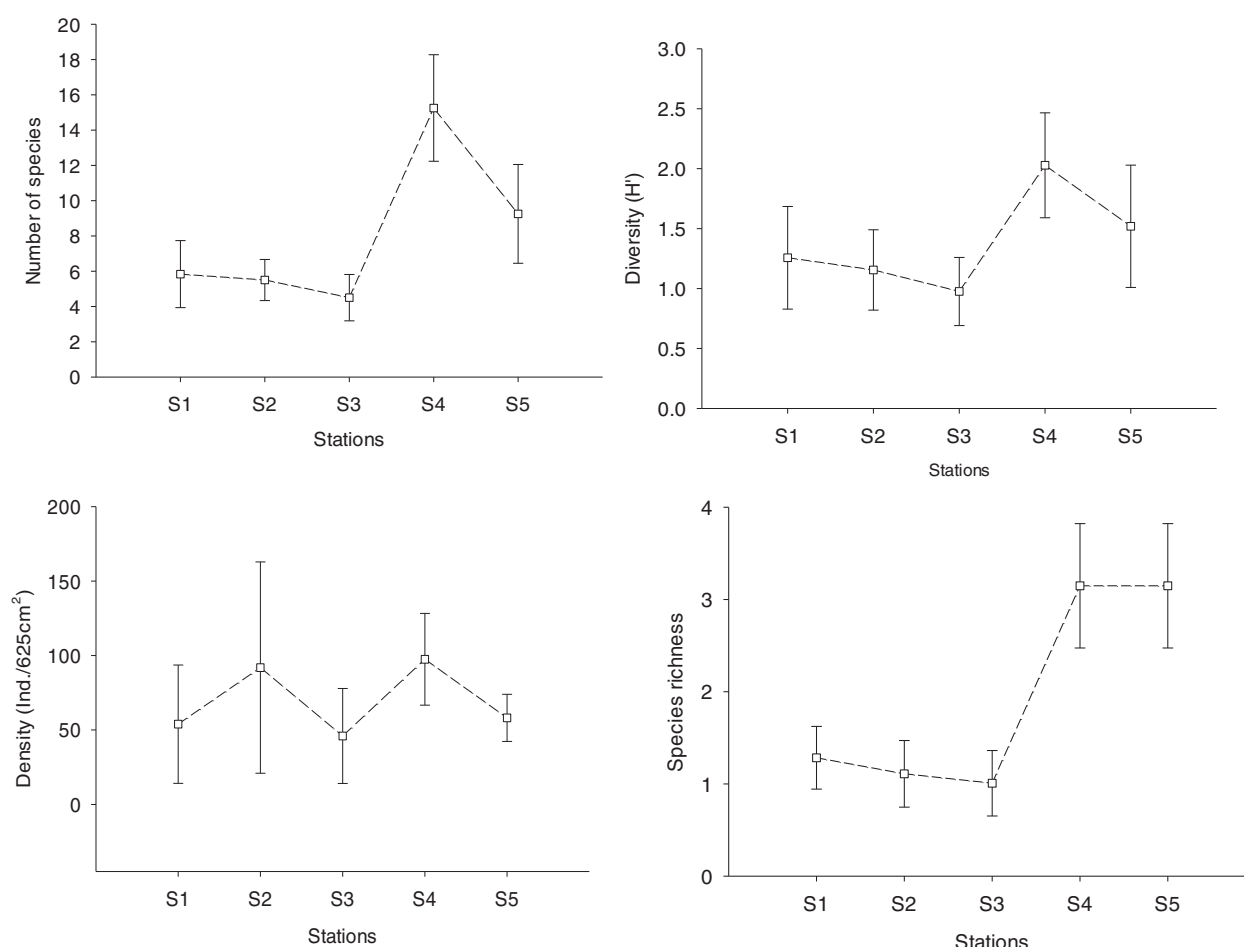 Number of species
20
18
16
14
12
10
8
6
4
2
0
S1 S2 S3 S4 S5
Stations
Diversity (H')
3.0
2.5
2.0
1.5
1.0
0.5
0.0
S1 S2 S3 S4 S5
Stations
Density (Ind./625cm²)
200
150
100
50
0
S1 S2 S3 S4 S5
Stations
Species richness
4
3
2
1
0
S1 S2 S3 S4 S5
Stations